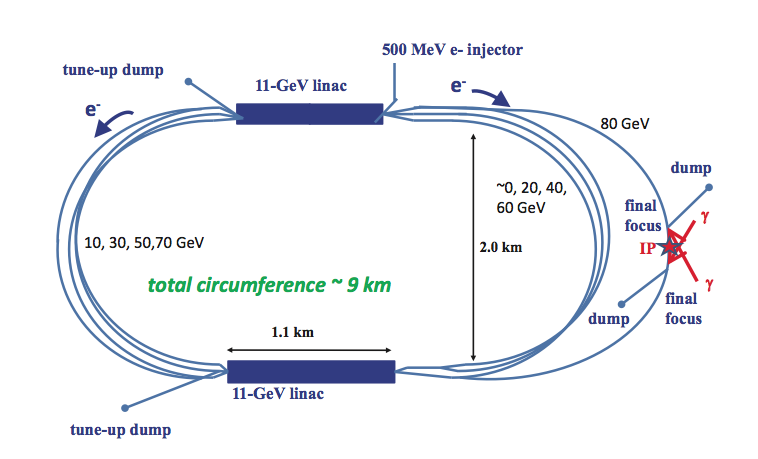 500 MeV e- injector
tune-up dump
11-GeV linac
e-
e-
80 GeV
dump
~0, 20, 40,
60 GeV
final
focus
γ
IP
10, 30, 50,70 GeV
2.0 km
total circumference ~ 9 km
γ
final
focus
dump
1.1 km
11-GeV linac
tune-up dump